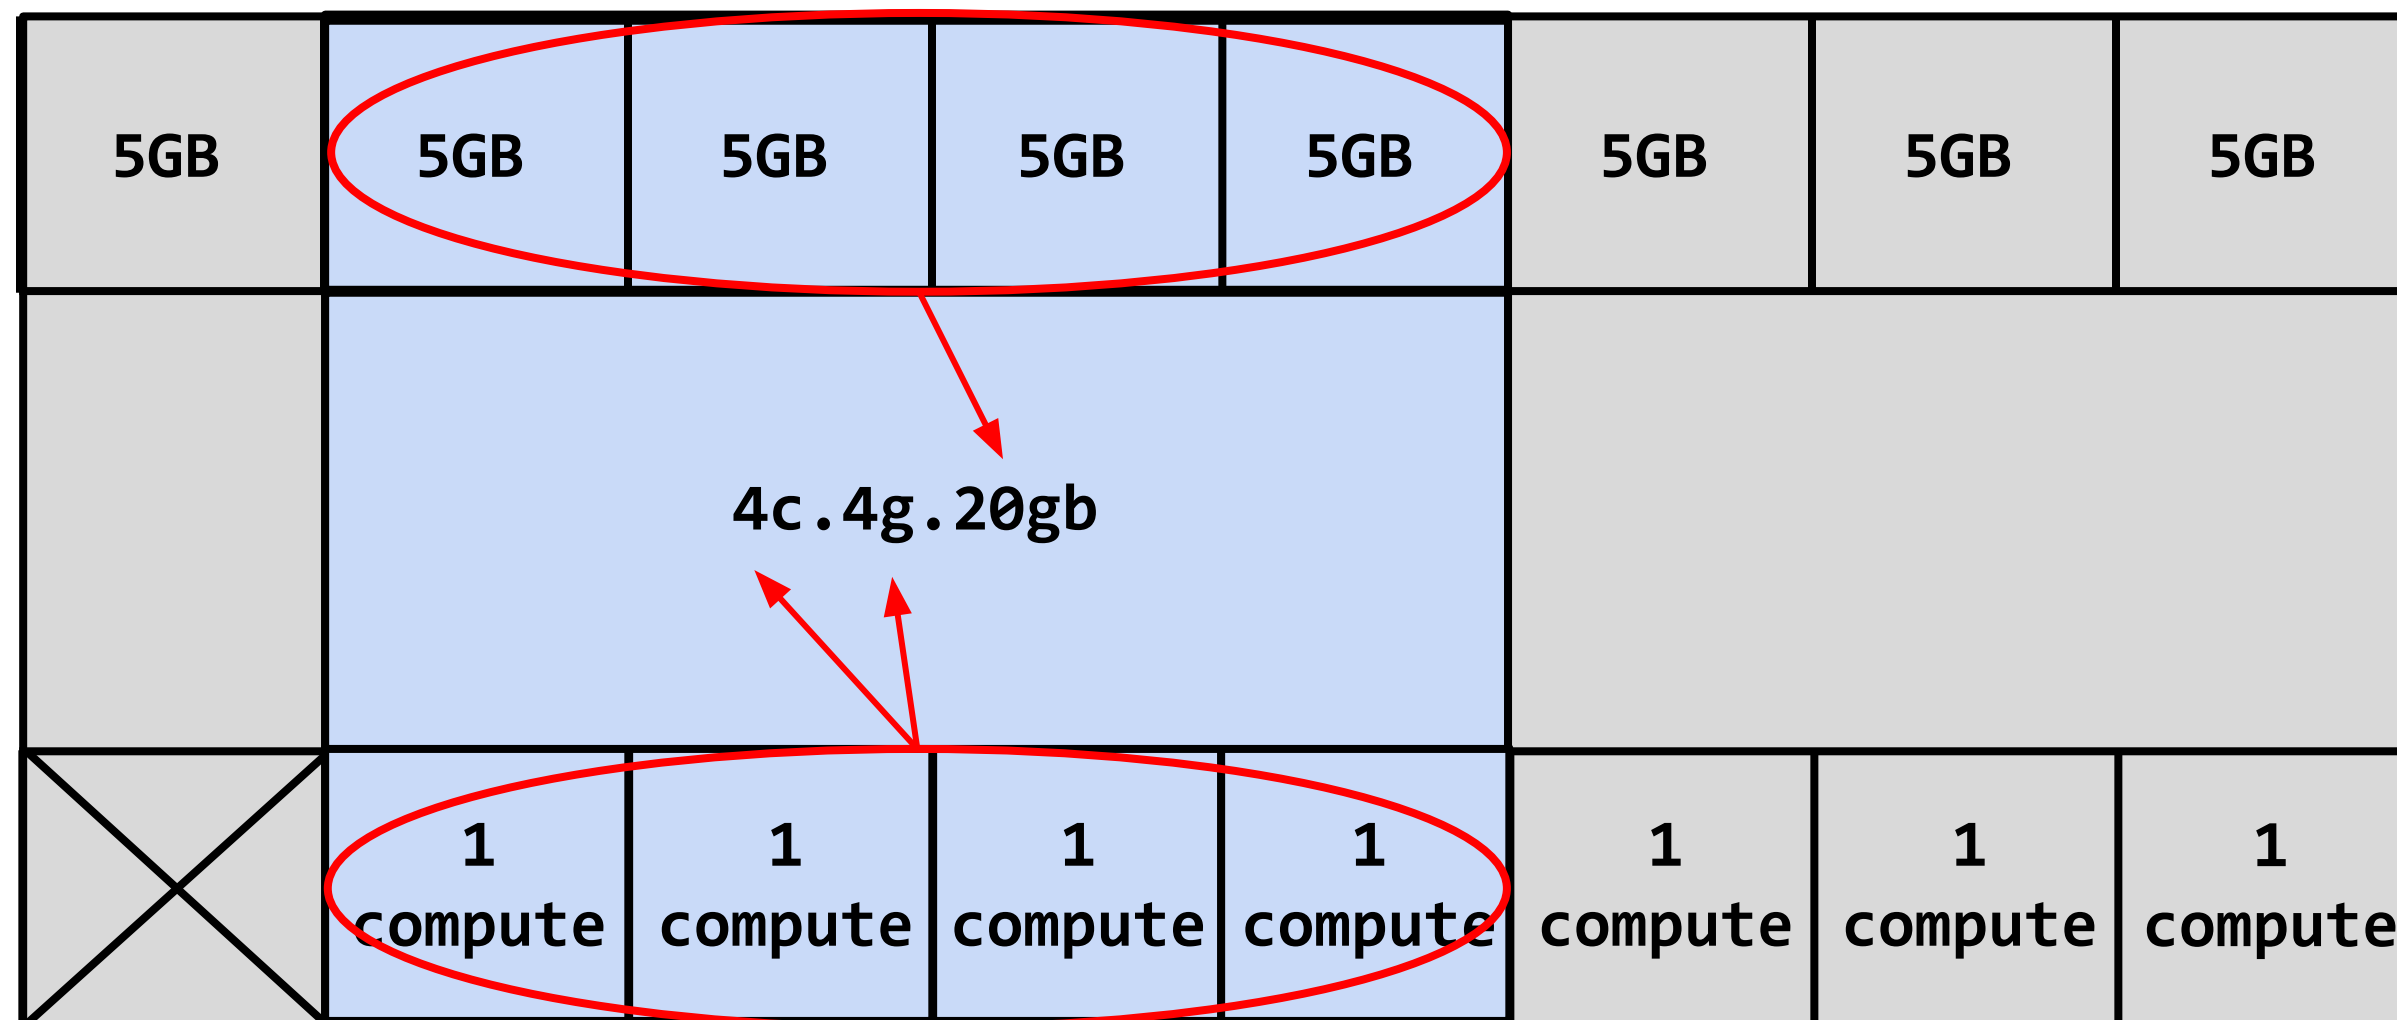 5GB 5GB 5GB 5GB 5GB 5GB 5GB 5GB
4c.4g.20gb
1 1 1 1 1 1 1
compute compute compute compute compute compute compute